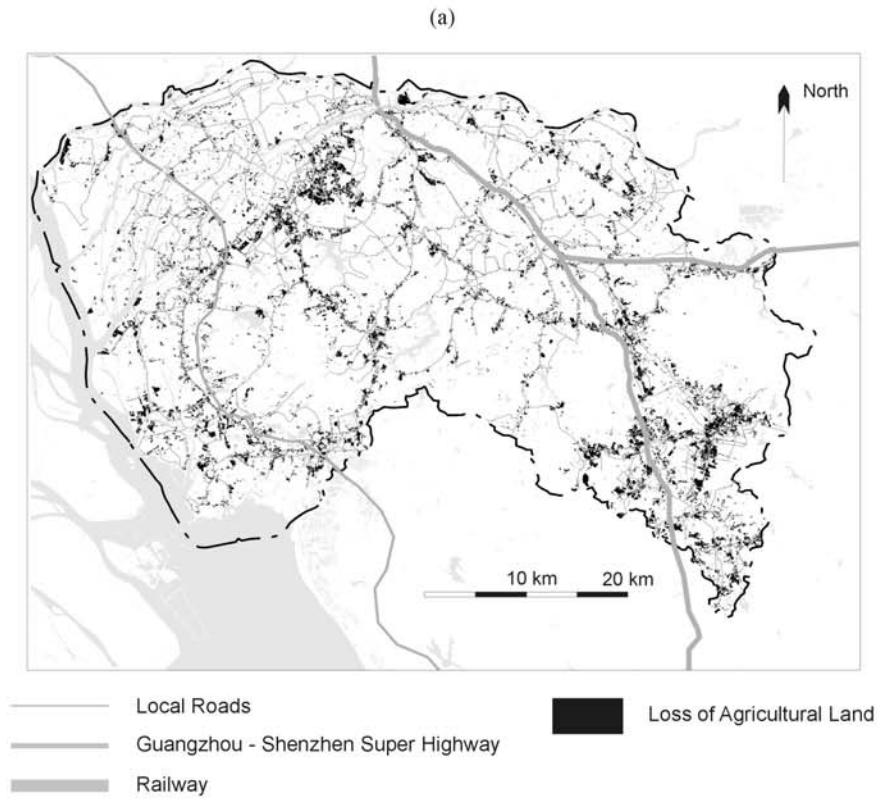 (a)
North
10 km 20 km
Local Roads
Loss of Agricultural Land
Guangzhou - Shenzhen Super Highway
Railway